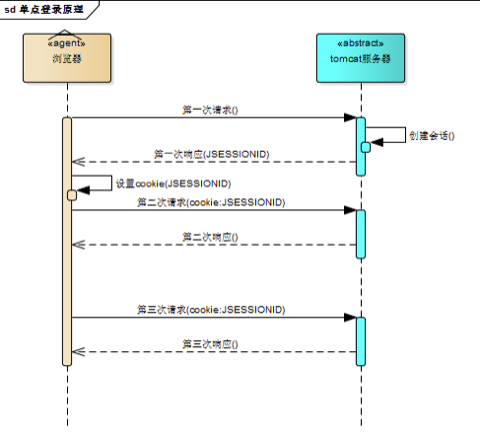 sd 单点登录原理
«agent»
浏览器
«abstract»
tomcat服务器
第一次请求()
创建会话()
第一次响应(JSESSIONID)
设置cookie(JSESSIONID)
第二次请求(cookie:JSESSIONID)
第二次响应()
第三次请求(cookie:JSESSIONID)
第三次响应()